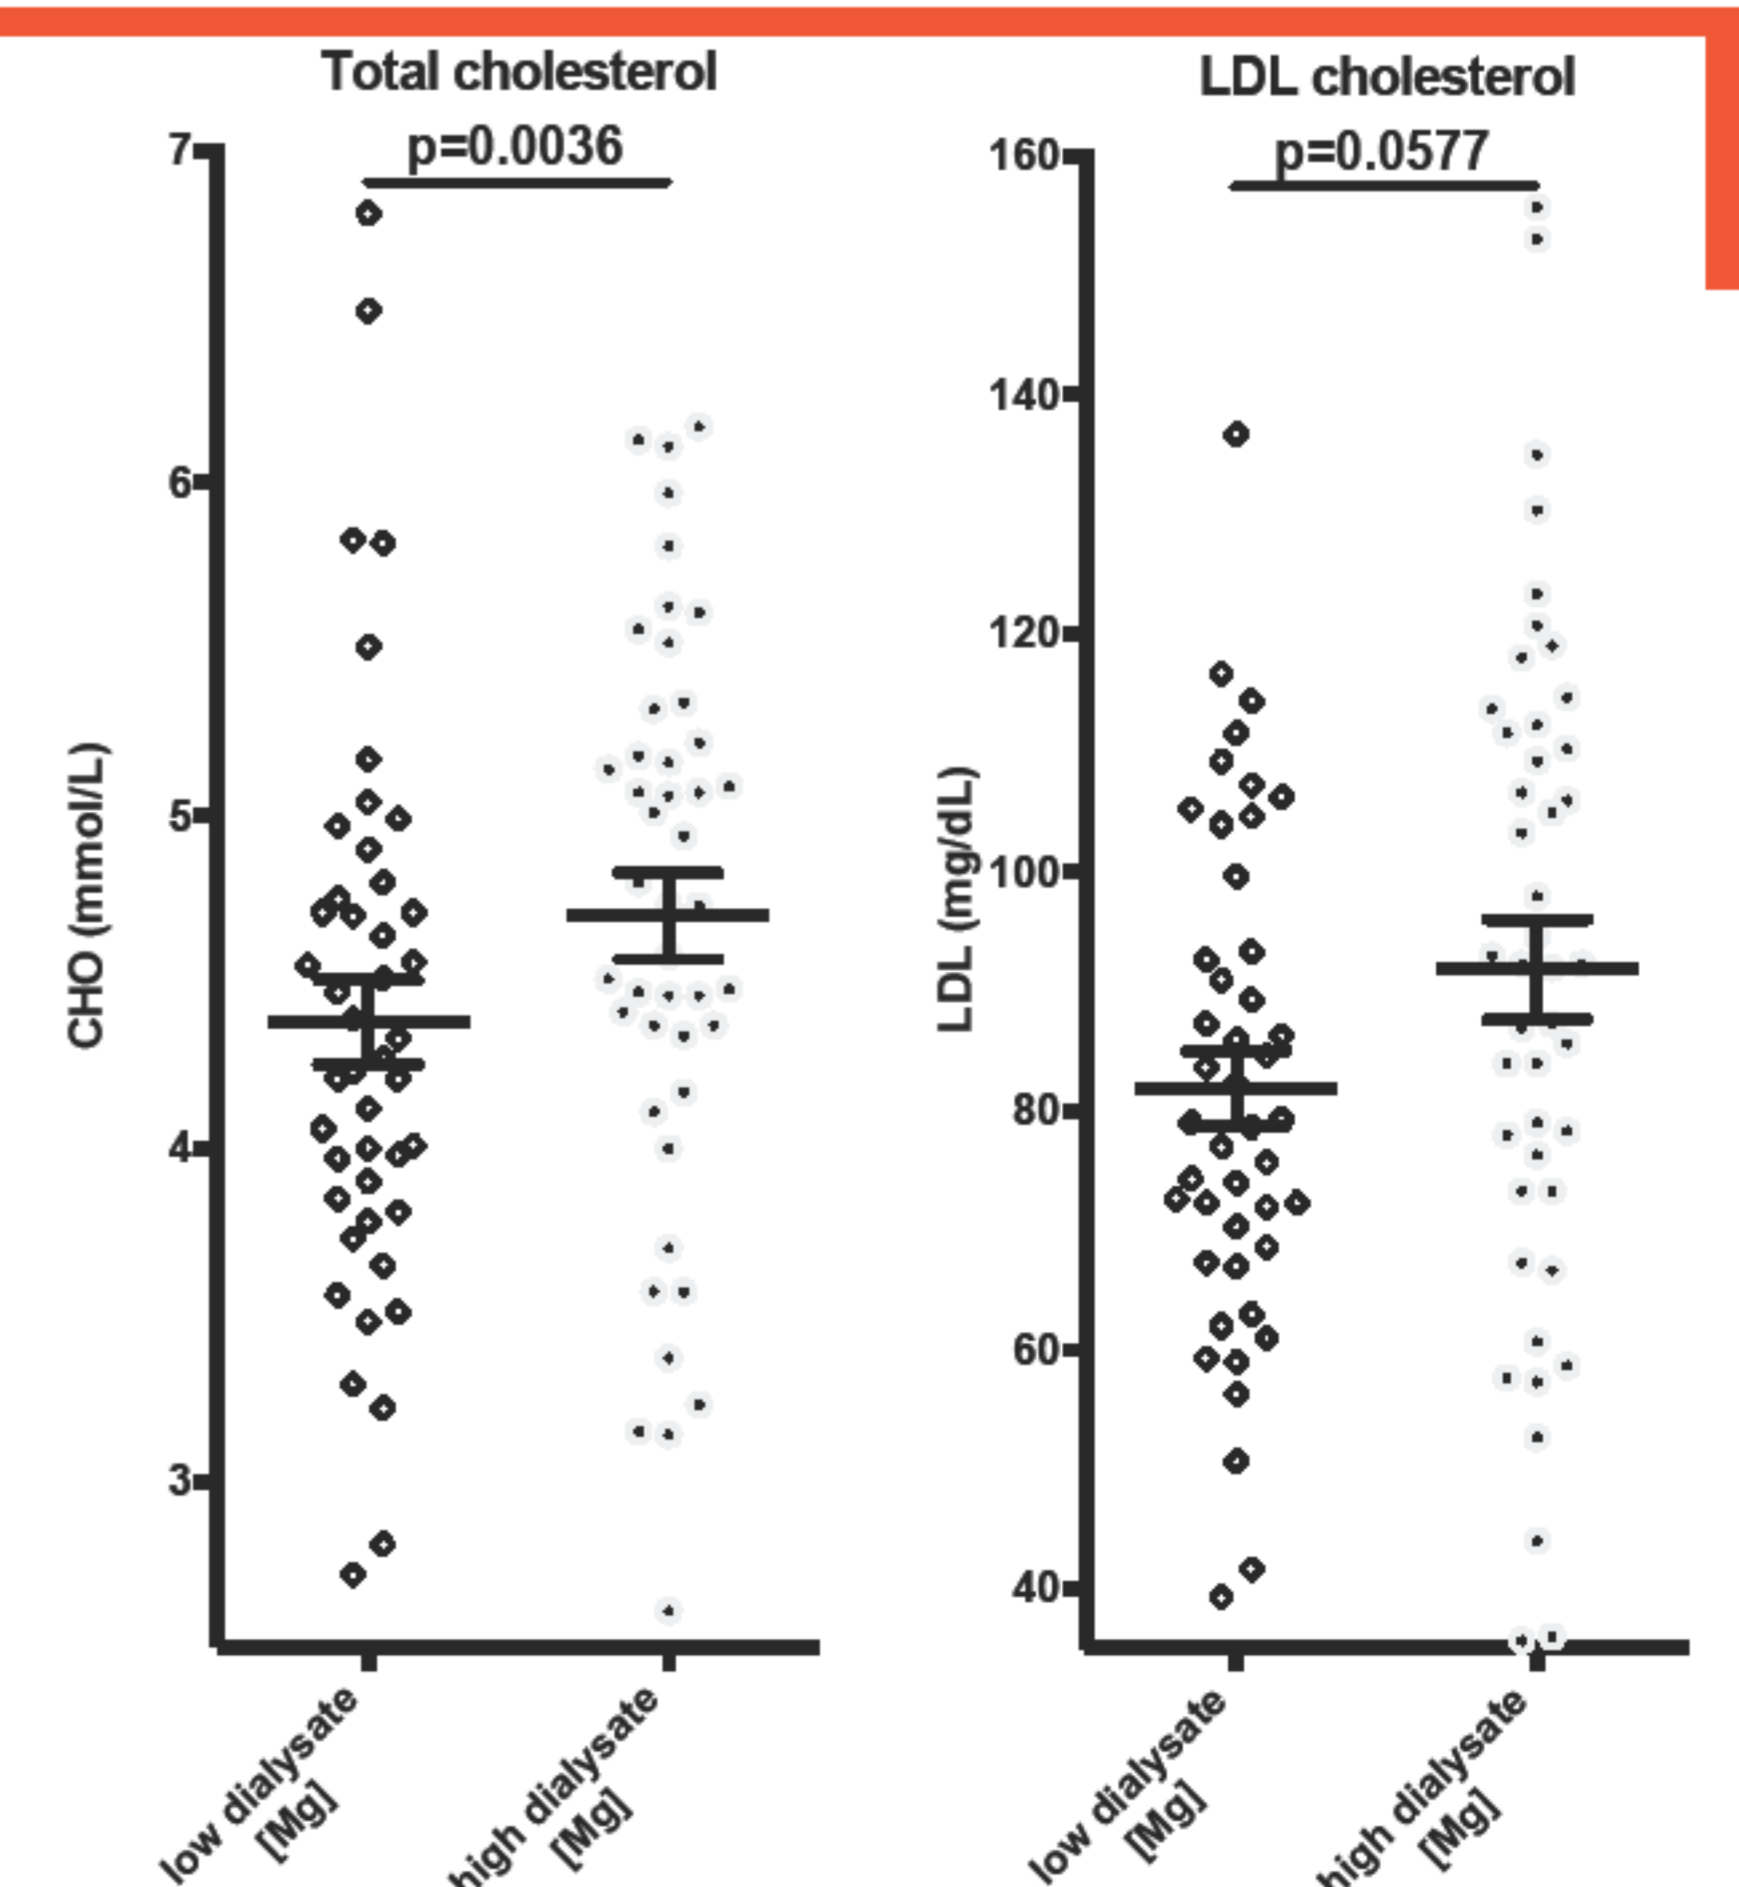 Total cholesterol
p=0.0036
7
6
5
4
3
CHO (mmol/L)
low dialysate
[Mg]
high dialysate
[Mg]
LDL cholesterol
p=0.0577
160
140
120
100
80
60
40
LDL (mg/dL)
low dialysate
[Mg]
high dialysate
[Mg]